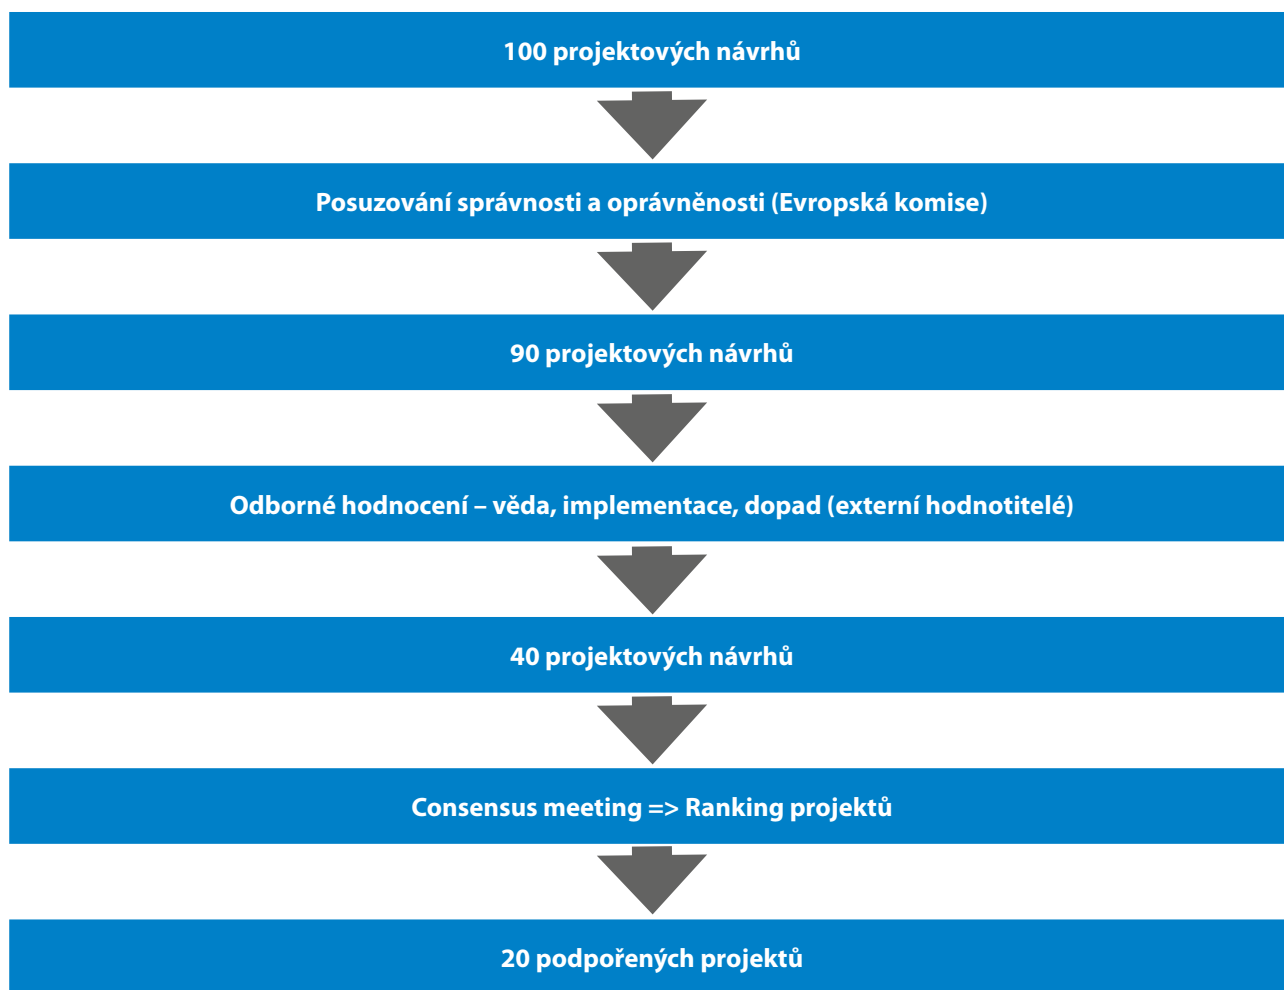 100 projektových návrhů
Posuzování správnosti a oprávněnosti (Evropská komise)
90 projektových návrhů
Odborné hodnocení – věda, implementace, dopad (externí hodnotitelé)
40 projektových návrhů
Consensus meeting => Ranking projektů
20 podpořených projektů